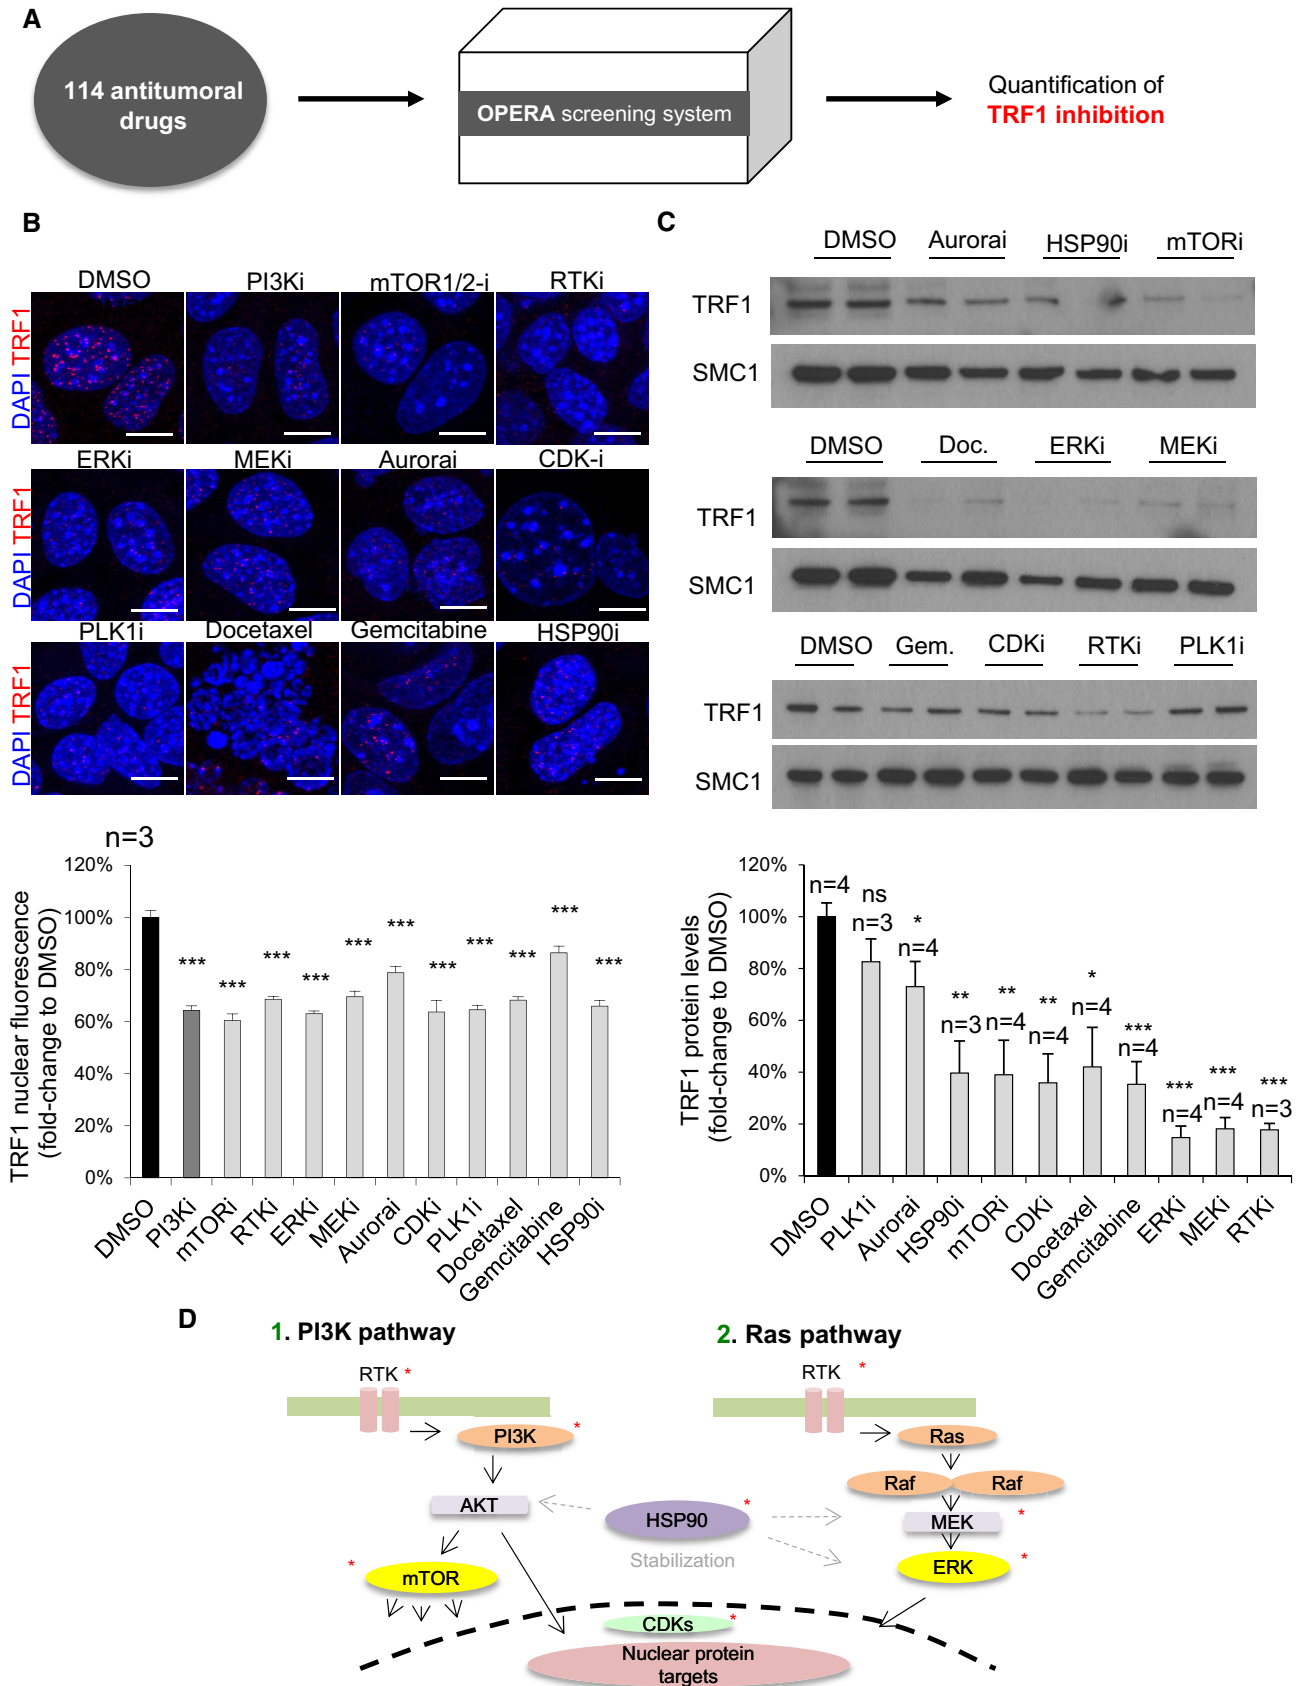 A
114 antitumoral
drugs
OPERA screening system
Quantification of
TRF1 inhibition
B
DMSO PI3Ki mTOR1/2-i RTKi
DAPI TRF1
ERKi MEKi Aurorai CDK-i
DAPI TRF1
PLK1i Docetaxel Gemcitabine HSP90i
DAPI TRF1
n=3
TRF1 nuclear fluorescence
(fold-change to DMSO)
120%
100%
80%
60%
40%
20%
0%
*** *** *** *** *** *** *** *** *** *** ***
DMSO PI3Ki mTORi RTKi ERKi MEKi Aurorai CDKi PLK1i Docetaxel Gemcitabine HSP90i
C
DMSO Aurorai HSP90i mTORi
TRF1
SMC1
DMSO Doc. ERKi MEKi
TRF1
SMC1
DMSO Gem. CDKi RTKi PLK1i
TRF1
SMC1
TRF1 protein levels
(fold-change to DMSO)
120%
100%
80%
60%
40%
20%
0%
ns * ** ** ** * *** *** *** ***
n=4 n=3 n=4 n=3 n=4 n=4 n=4 n=4 n=4 n=4 n=3
DMSO PLK1i Aurorai HSP90i mTORi CDKi Docetaxel Gemcitabine ERKi MEKi RTKi
D
1. PI3K pathway
RTK *
PI3K *
AKT
* mTOR
HSP90 *
Stabilization
2. Ras pathway
RTK *
Ras
Raf Raf
MEK *
ERK *
CDKs *
Nuclear protein
targets